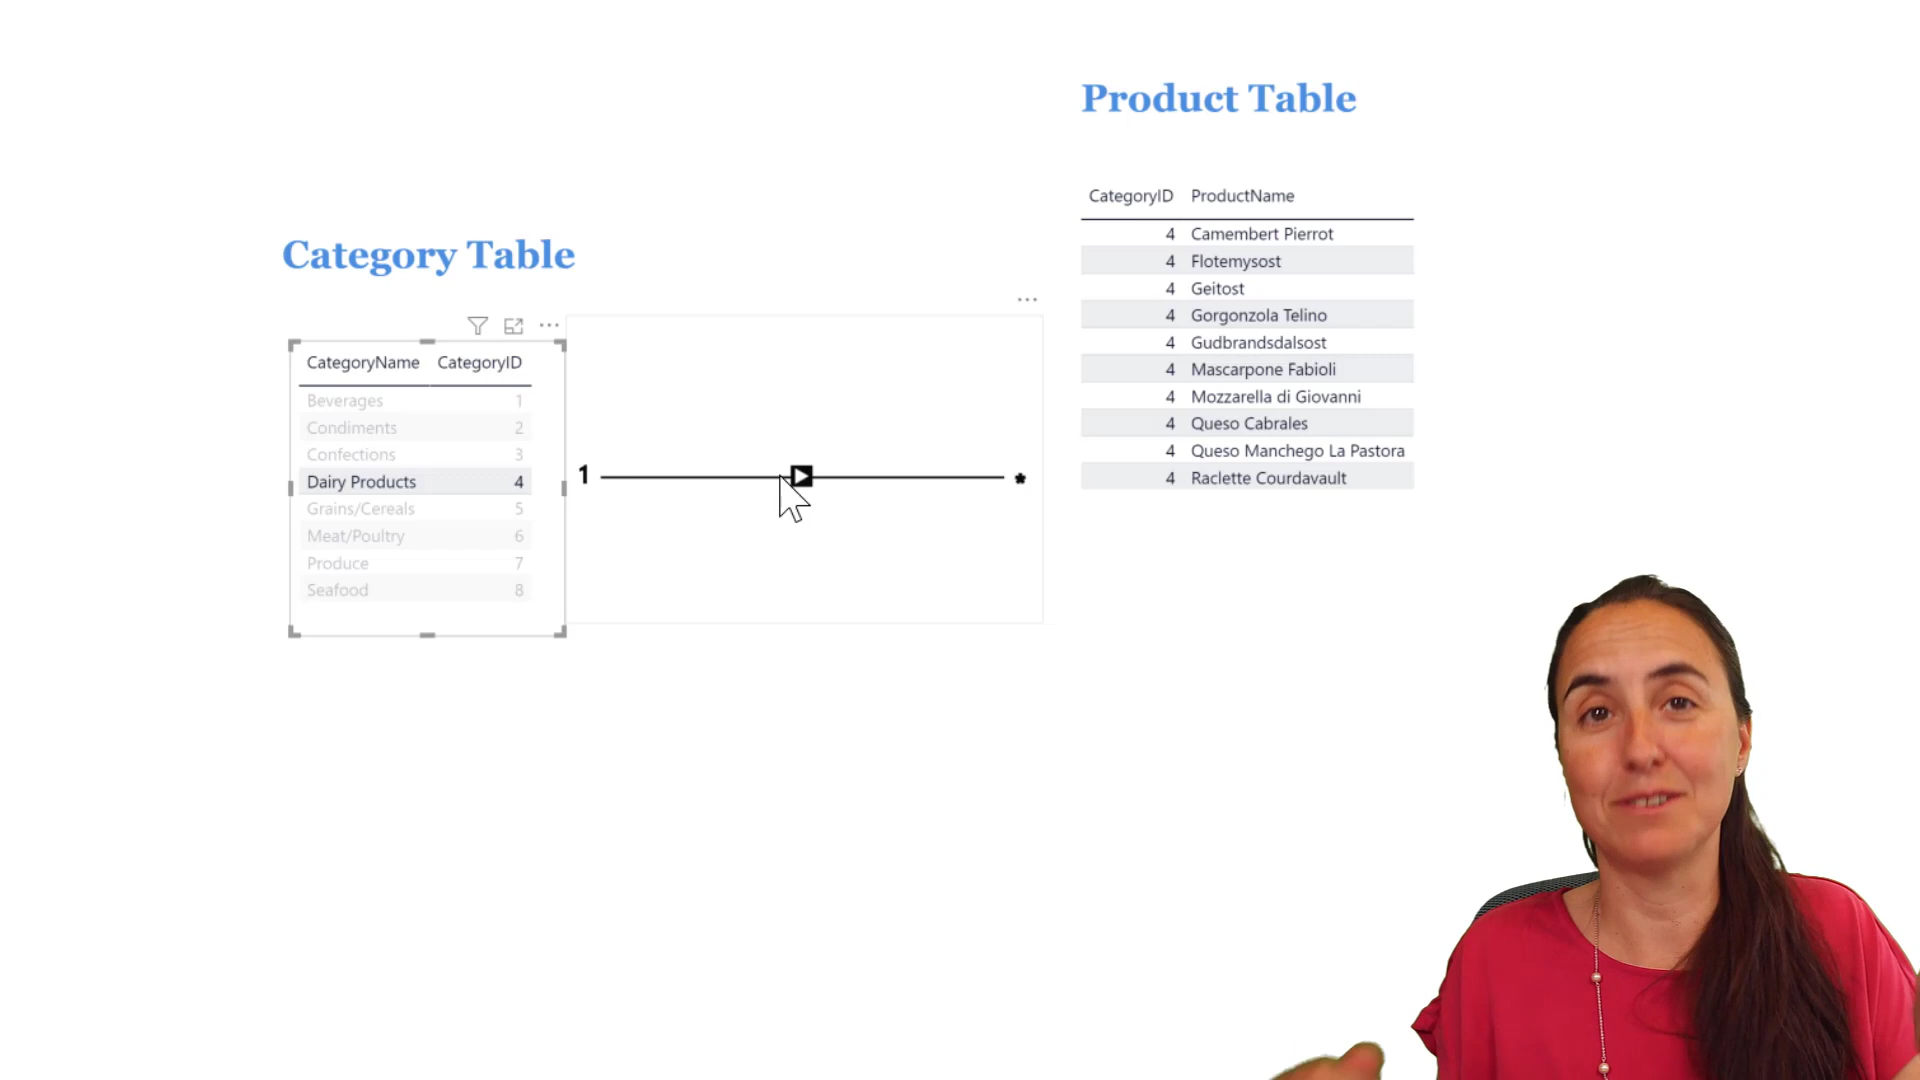 Product Table
CategoryID ProductName
4 Camembert Pierrot
4 Flotemysost
4 Geitost
4 Gorgonzola Telino
4 Gudbrandsdalsost
4 Mascarpone Fabioli
4 Mozzarella di Giovanni
4 Queso Cabrales
4 Queso Manchego La Pastora
4 Raclette Courdavault
Category Table
CategoryName CategoryID
Beverages 1
Condiments 2
Confections 3
Dairy Products 4
Grains/Cereals 5
Meat/Poultry 6
Produce 7
Seafood 8
1 *